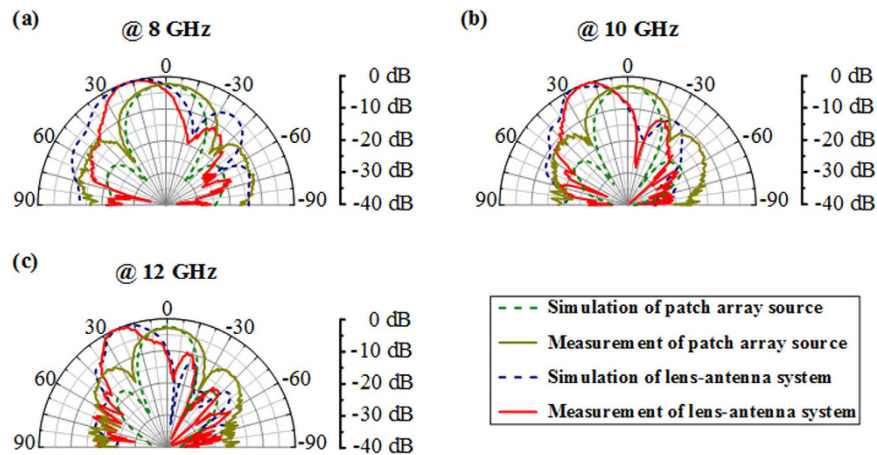 (a)
@ 8 GHz
0
30
-30
60
-60
90
-90
0 dB
-10 dB
-20 dB
-30 dB
-40 dB
(b)
@ 10 GHz
0
30
-30
60
-60
90
-90
0 dB
-10 dB
-20 dB
-30 dB
-40 dB
(c)
@ 12 GHz
0
30
-30
60
-60
90
-90
0 dB
-10 dB
-20 dB
-30 dB
-40 dB
Simulation of patch array source
Measurement of patch array source
Simulation of lens-antenna system
Measurement of lens-antenna system